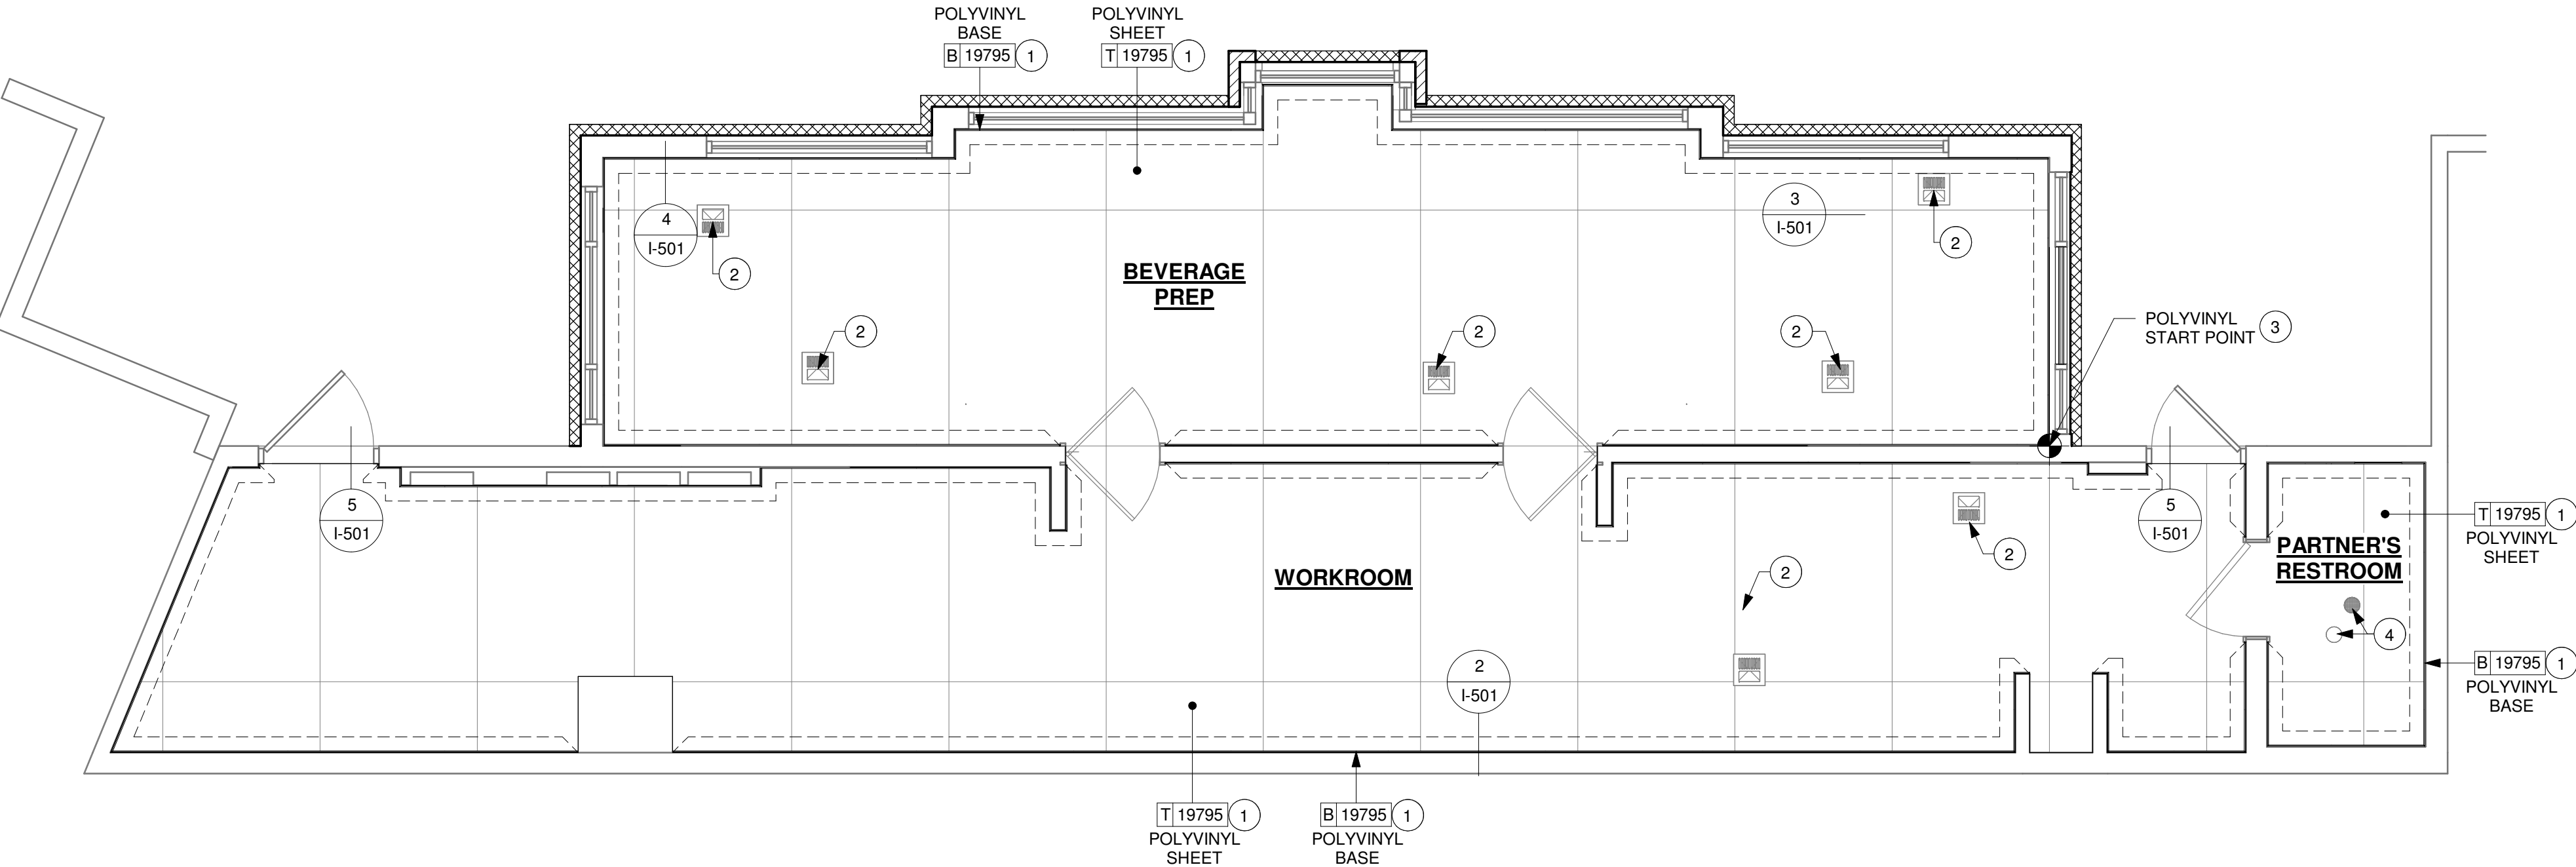 POLYVINYL
BASE
B 19795 1
POLYVINYL
SHEET
T 19795 1
4
I-501
2
3
I-501
2
BEVERAGE
PREP
2
2
2
POLYVINYL
START POINT 3
5
I-501
5
I-501
2
WORKROOM
2
PARTNER'S
RESTROOM
4
T 19795 1
POLYVINYL
SHEET
2
I-501
B 19795 1
POLYVINYL
BASE
T 19795 1
POLYVINYL
SHEET
B 19795 1
POLYVINYL
BASE